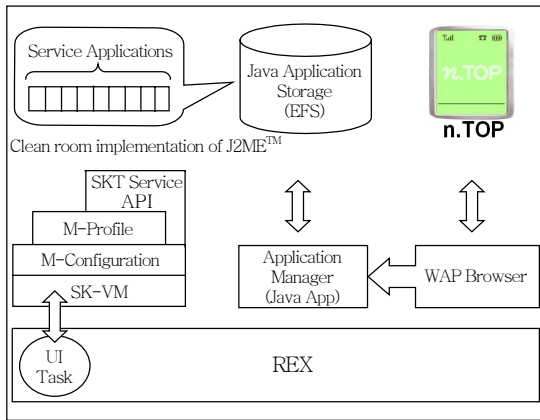 Service Applications
Java Application
Storage
(EFS)
n.TOP
n.TOP
Clean room implementation of J2ME™
SKT Service
API
M-Profile
M-Configuration
SK-VM
Application
Manager
(Java App)
WAP Browser
UI
Task
REX